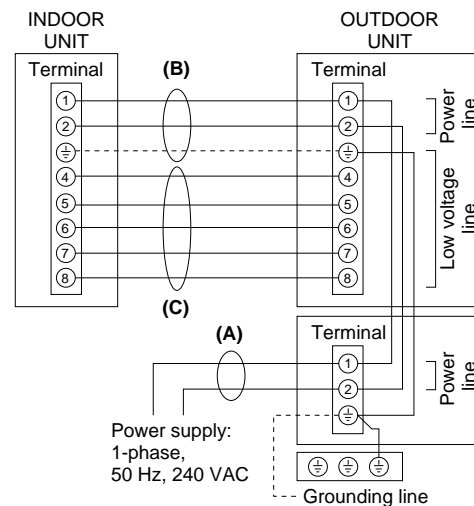 INDOOR
UNIT
OUTDOOR
UNIT
Terminal
(B)
Terminal
1
2
4
5
6
7
8
1
2
4
5
6
7
8
Power
line
Low voltage
line
(C)
(A)
Terminal
1
2
Power
line
Power supply:
1-phase,
50 Hz, 240 VAC
Grounding line